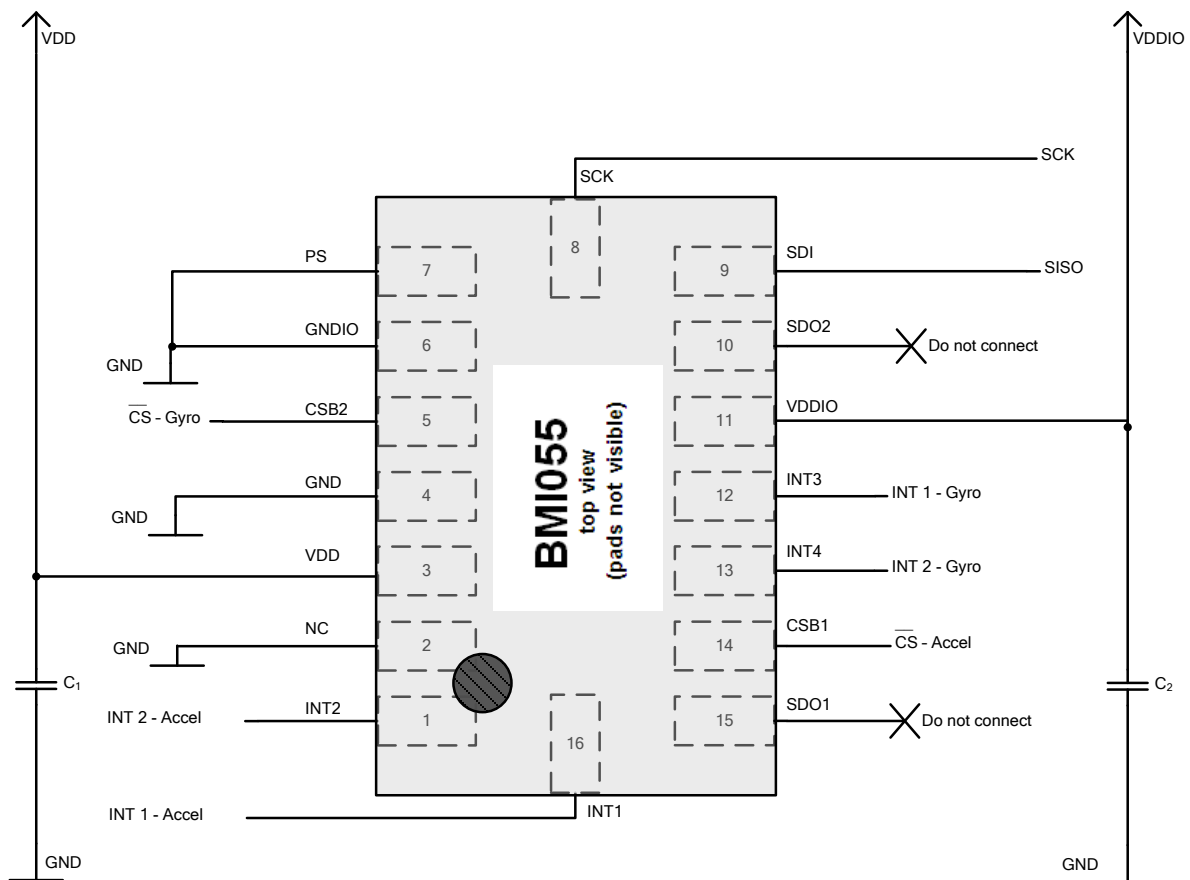 VDD
VDDIO
SCK
SCK
PS
7
8
9
SDI
SISO
GNDIO
6
10
SDO2
Do not connect
GND
CS - Gyro
CSB2
5
11
VDDIO
BMI055
top view
(pads not visible)
GND
4
12
INT3
INT 1 - Gyro
GND
VDD
3
13
INT4
INT 2 - Gyro
NC
2
14
CSB1
CS - Accel
GND
C1
C2
INT 2 - Accel
INT2
1
16
15
SDO1
Do not connect
INT 1 - Accel
INT1
GND
GND